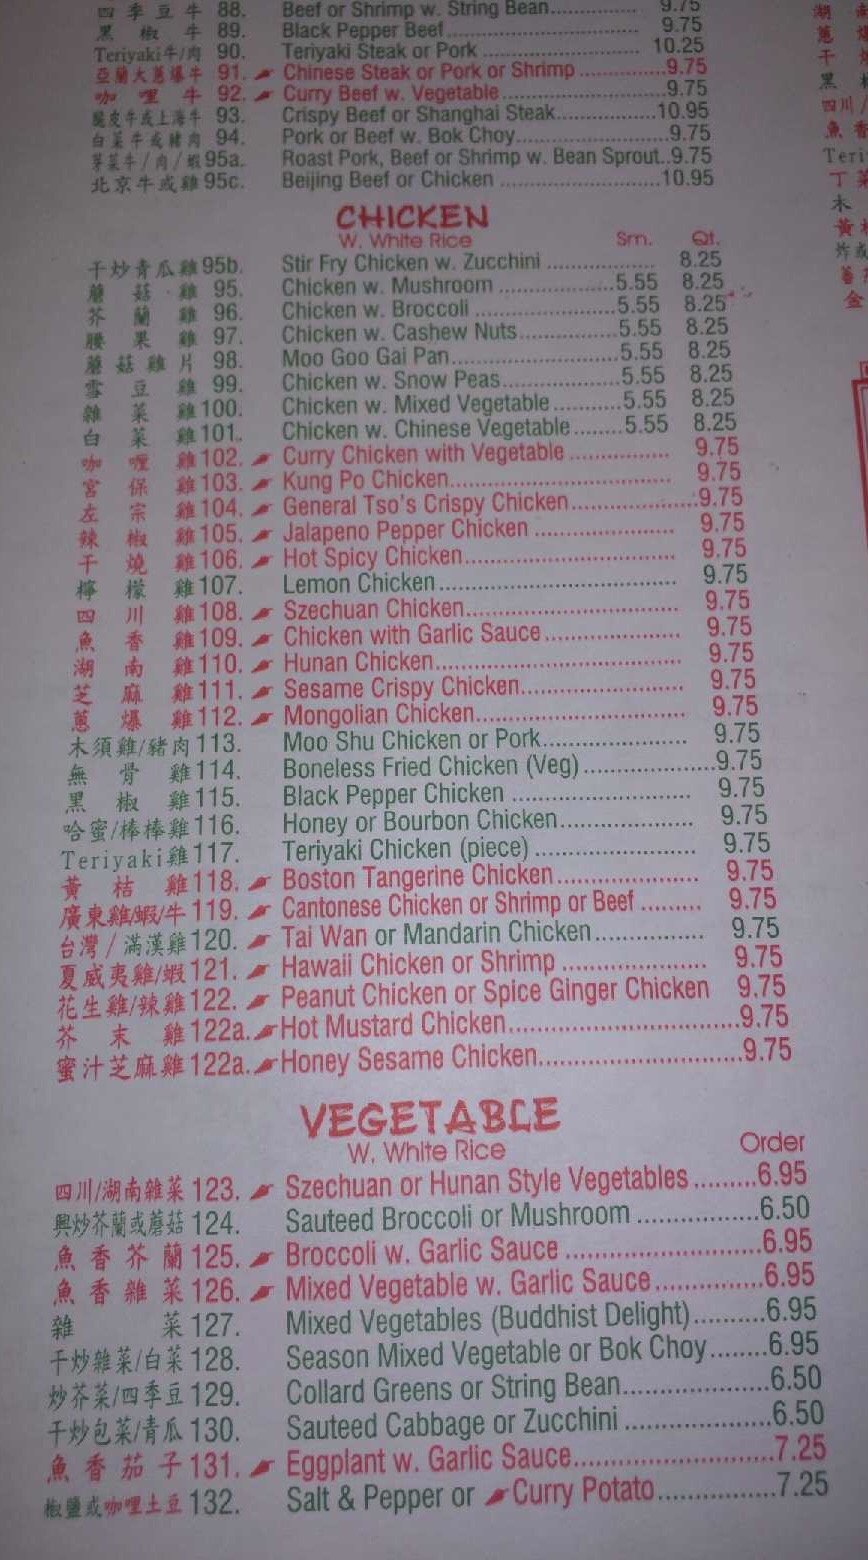 四季豆牛 88. Beef or Shrimp w. String Bean 9.75
黑椒牛 89. Black Pepper Beef 9.75
Teriyaki牛/肉 90. Teriyaki Steak or Pork 10.25
亞蘭大蔥爆牛 91. Chinese Steak or Pork or Shrimp 9.75
咖哩牛 92. Curry Beef w. Vegetable 9.75
脆皮牛或上海牛 93. Crispy Beef or Shanghai Steak 10.95
白菜牛或豬肉 94. Pork or Beef w. Bok Choy 9.75
芽菜牛/肉/蝦 95a. Roast Pork, Beef or Shrimp w. Bean Sprout..9.75
北京牛或雞 95c. Beijing Beef or Chicken 10.95
CHICKEN
W. White Rice Sm. Qt.
干炒青瓜雞 95b. Stir Fry Chicken w. Zucchini 8.25
蘑菇雞 95. Chicken w. Mushroom 5.55 8.25
芥蘭雞 96. Chicken w. Broccoli 5.55 8.25
腰果雞 97. Chicken w. Cashew Nuts 5.55 8.25
蘑菇雞片 98. Moo Goo Gai Pan 5.55 8.25
雪豆雞 99. Chicken w. Snow Peas 5.55 8.25
雜菜雞 100. Chicken w. Mixed Vegetable 5.55 8.25
白菜雞 101. Chicken w. Chinese Vegetable 5.55 8.25
咖喱雞 102. Curry Chicken with Vegetable 9.75
宮保雞 103. Kung Po Chicken 9.75
左宗雞 104. General Tso's Crispy Chicken 9.75
辣椒雞 105. Jalapeno Pepper Chicken 9.75
干燒雞 106. Hot Spicy Chicken 9.75
檸檬雞 107. Lemon Chicken 9.75
四川雞 108. Szechuan Chicken 9.75
魚香雞 109. Chicken with Garlic Sauce 9.75
湖南雞 110. Hunan Chicken 9.75
芝麻雞 111. Sesame Crispy Chicken 9.75
蔥爆雞 112. Mongolian Chicken 9.75
木須雞/豬肉 113. Moo Shu Chicken or Pork 9.75
無骨雞 114. Boneless Fried Chicken (Veg) 9.75
黑椒雞 115. Black Pepper Chicken 9.75
哈蜜/棒棒雞 116. Honey or Bourbon Chicken 9.75
Teriyaki雞 117. Teriyaki Chicken (piece) 9.75
黃桔雞 118. Boston Tangerine Chicken 9.75
廣東雞/蝦/牛 119. Cantonese Chicken or Shrimp or Beef 9.75
台灣/滿漢雞 120. Tai Wan or Mandarin Chicken 9.75
夏威夷雞/蝦 121. Hawaii Chicken or Shrimp 9.75
花生雞/辣雞 122. Peanut Chicken or Spice Ginger Chicken 9.75
芥末雞 122a. Hot Mustard Chicken 9.75
蜜汁芝麻雞 122a. Honey Sesame Chicken 9.75
VEGETABLE
W. White Rice Order
四川/湖南雜菜 123. Szechuan or Hunan Style Vegetables 6.95
興炒芥蘭或蘑菇 124. Sauteed Broccoli or Mushroom 6.50
魚香芥蘭 125. Broccoli w. Garlic Sauce 6.95
魚香雜菜 126. Mixed Vegetable w. Garlic Sauce 6.95
雜菜 127. Mixed Vegetables (Buddhist Delight) 6.95
干炒雜菜/白菜 128. Season Mixed Vegetable or Bok Choy 6.95
炒芥菜/四季豆 129. Collard Greens or String Bean 6.50
干炒包菜/青瓜 130. Sauteed Cabbage or Zucchini 6.50
魚香茄子 131. Eggplant w. Garlic Sauce 7.25
椒鹽或咖哩土豆 132. Salt & Pepper or Curry Potato 7.25